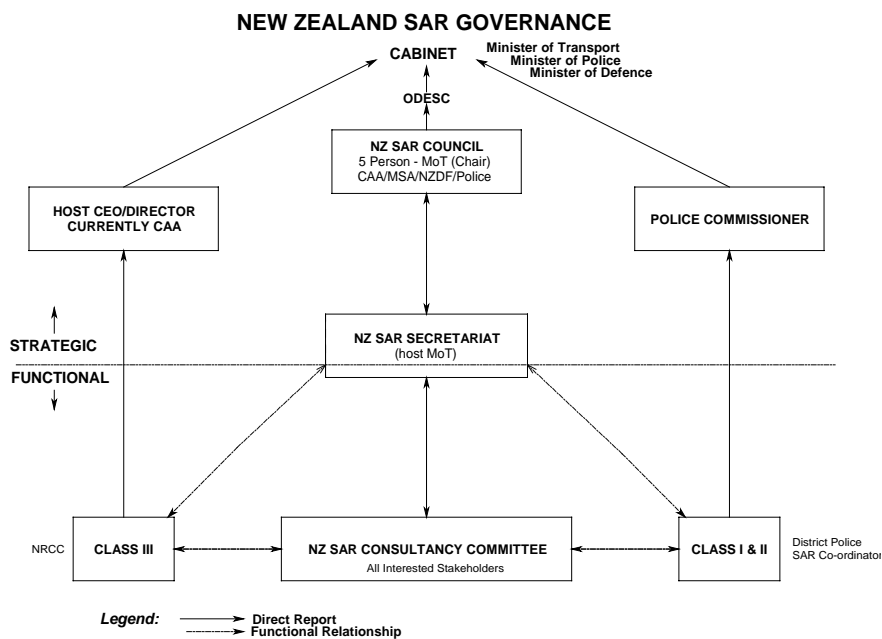 NEW ZEALAND SAR GOVERNANCE
CABINET
Minister of Transport
Minister of Police
Minister of Defence
ODESC
NZ SAR COUNCIL
5 Person - MoT (Chair)
CAA/MSA/NZDF/Police
HOST CEO/DIRECTOR
CURRENTLY CAA
POLICE COMMISSIONER
NZ SAR SECRETARIAT
(host MoT)
STRATEGIC
FUNCTIONAL
NRCC
CLASS III
NZ SAR CONSULTANCY COMMITTEE
All Interested Stakeholders
CLASS I & II
District Police
SAR Co-ordinator
Legend:
Direct Report
Functional Relationship